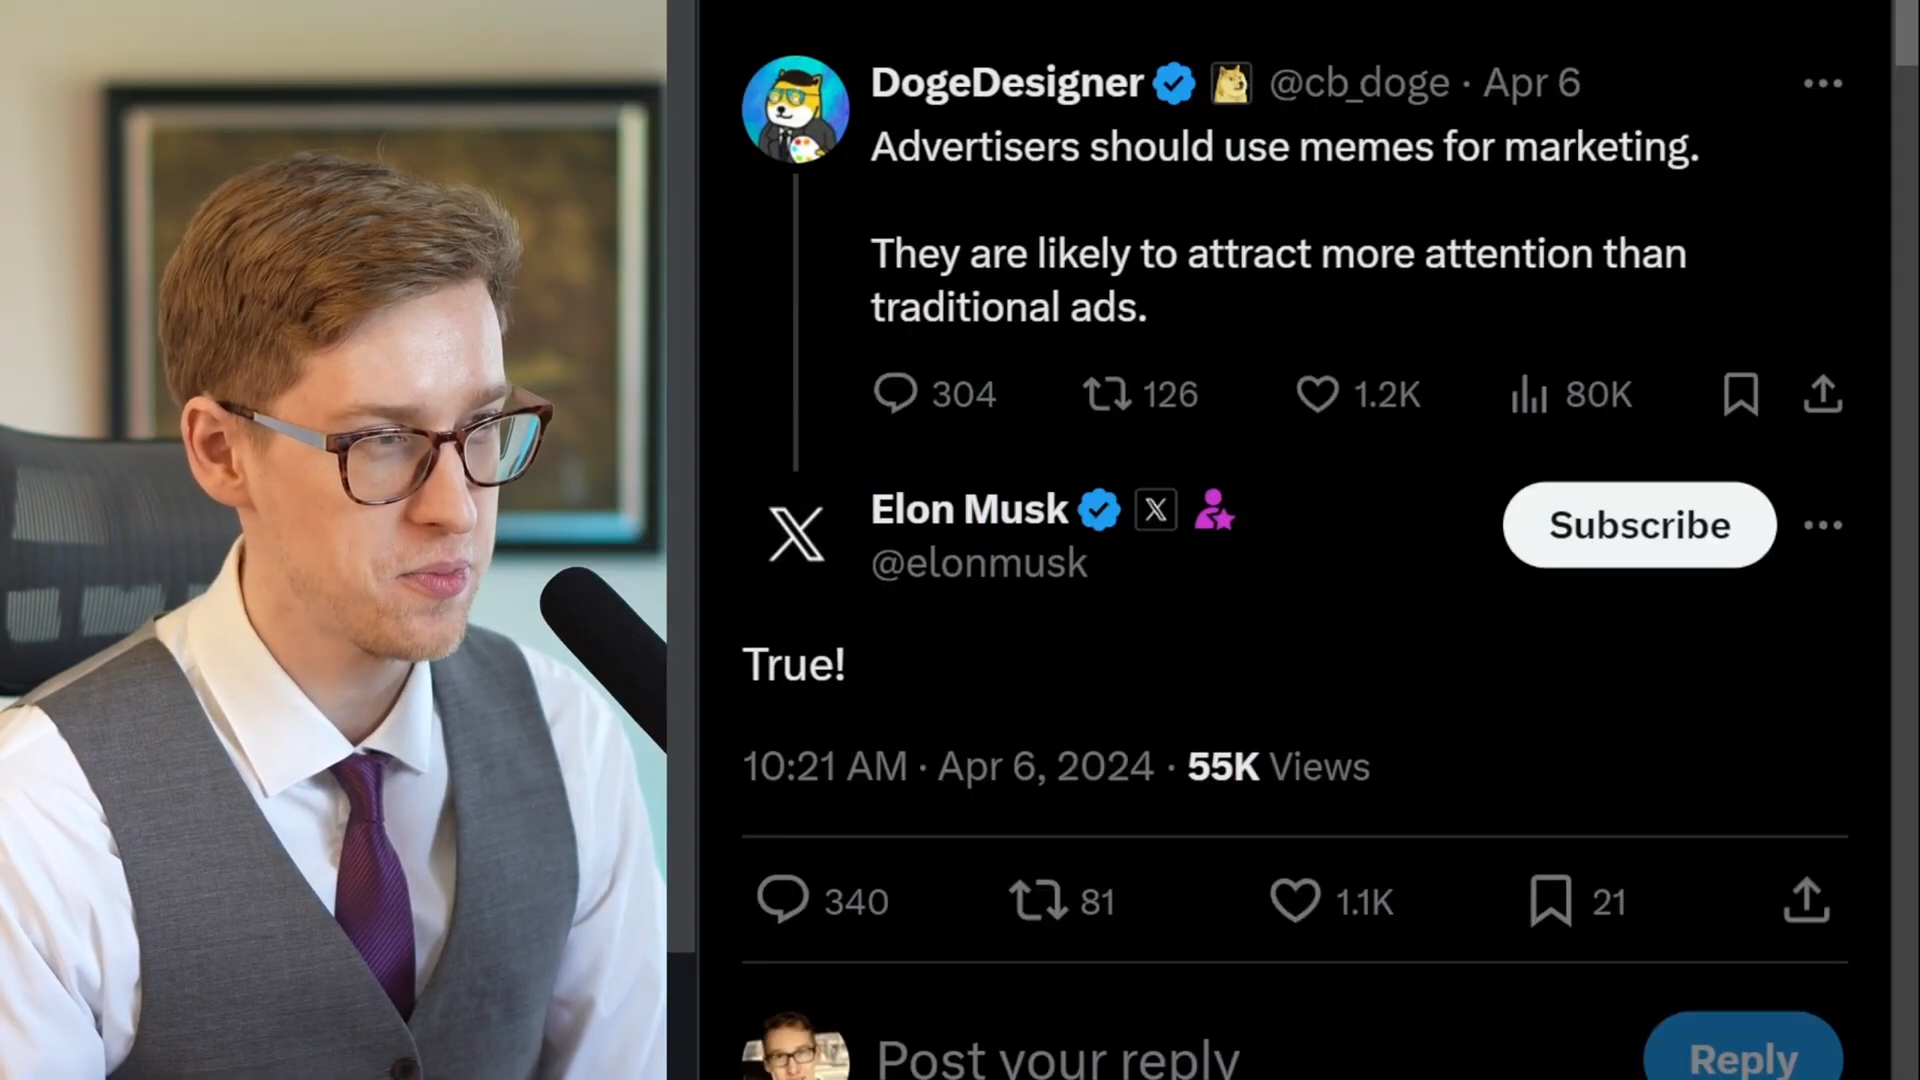 DogeDesigner @cb_doge · Apr 6
Advertisers should use memes for marketing.
They are likely to attract more attention than
traditional ads.
304 126 1.2K 80K
Elon Musk
@elonmusk
Subscribe
True!
10:21 AM · Apr 6, 2024 · 55K Views
340 81 1.1K 21
Post your reply
Reply